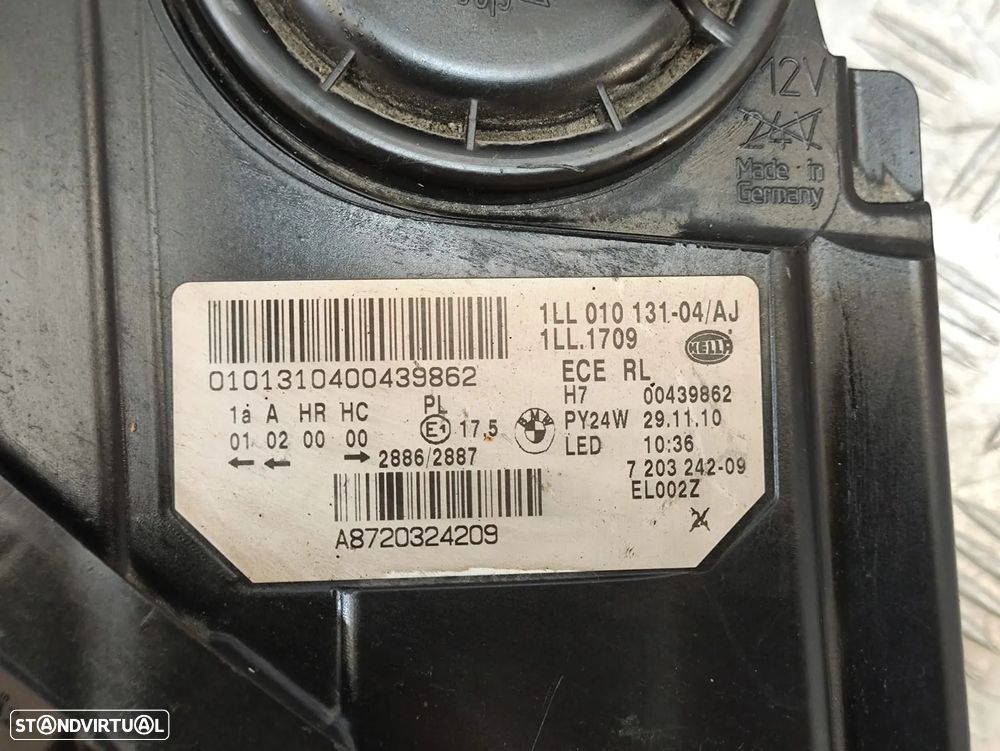 12V
24V
Made in
Germany
1LL 010 131-04/AJ
1LL.1709
HELLA
0101310400439862
ECE RL
H7 00439862
1a A HR HC PL
01 02 00 00 E1 17,5
BMW
PY24W 29.11.10
LED 10:36
← ← → 2886/2887
7 203 242-09
EL002Z
24
A8720324209
STANDVIRTUAL